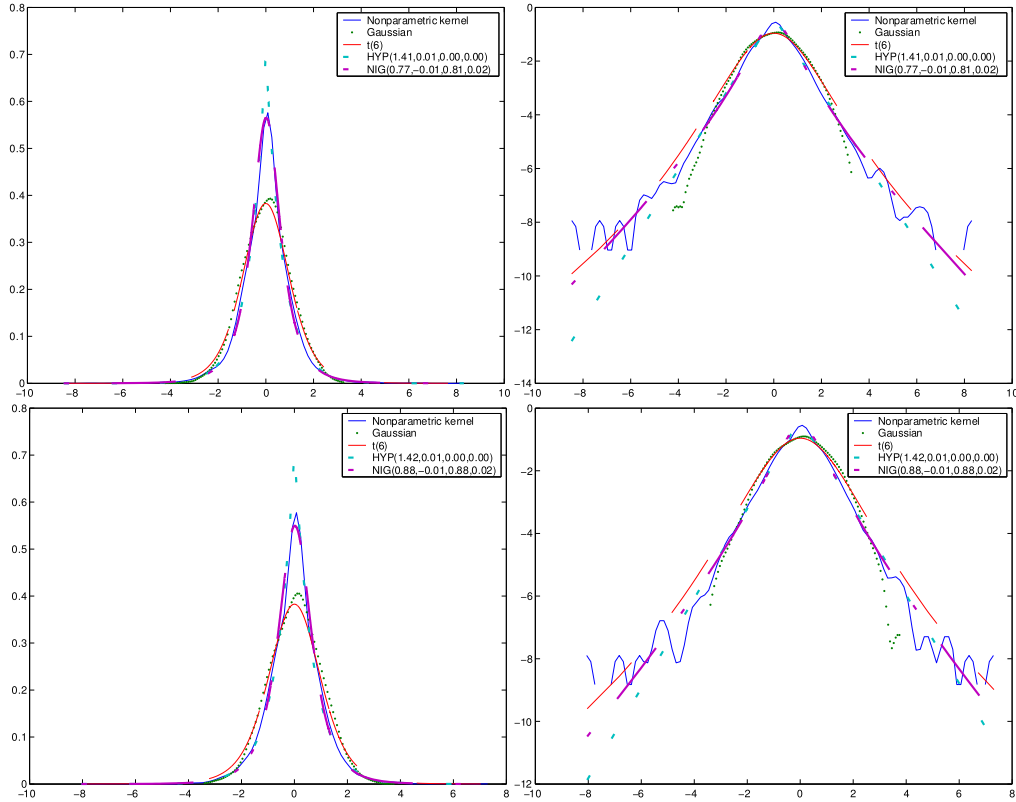 0.8
0.7
0.6
0.5
0.4
0.3
0.2
0.1
0
−10 −8 −6 −4 −2 0 2 4 6 8 10
Nonparametric kernel
Gaussian
t(6)
HYP(1.41,0.01,0.00,0.00)
NIG(0.77,−0.01,0.81,0.02)
0
−2
−4
−6
−8
−10
−12
−14
−10 −8 −6 −4 −2 0 2 4 6 8 10
Nonparametric kernel
Gaussian
t(6)
HYP(1.41,0.01,0.00,0.00)
NIG(0.77,−0.01,0.81,0.02)
0.8
0.7
0.6
0.5
0.4
0.3
0.2
0.1
0
−10 −8 −6 −4 −2 0 2 4 6 8
Nonparametric kernel
Gaussian
t(6)
HYP(1.42,0.01,0.00,0.00)
NIG(0.88,−0.01,0.88,0.02)
0
−2
−4
−6
−8
−10
−12
−10 −8 −6 −4 −2 0 2 4 6 8
Nonparametric kernel
Gaussian
t(6)
HYP(1.42,0.01,0.00,0.00)
NIG(0.88,−0.01,0.88,0.02)